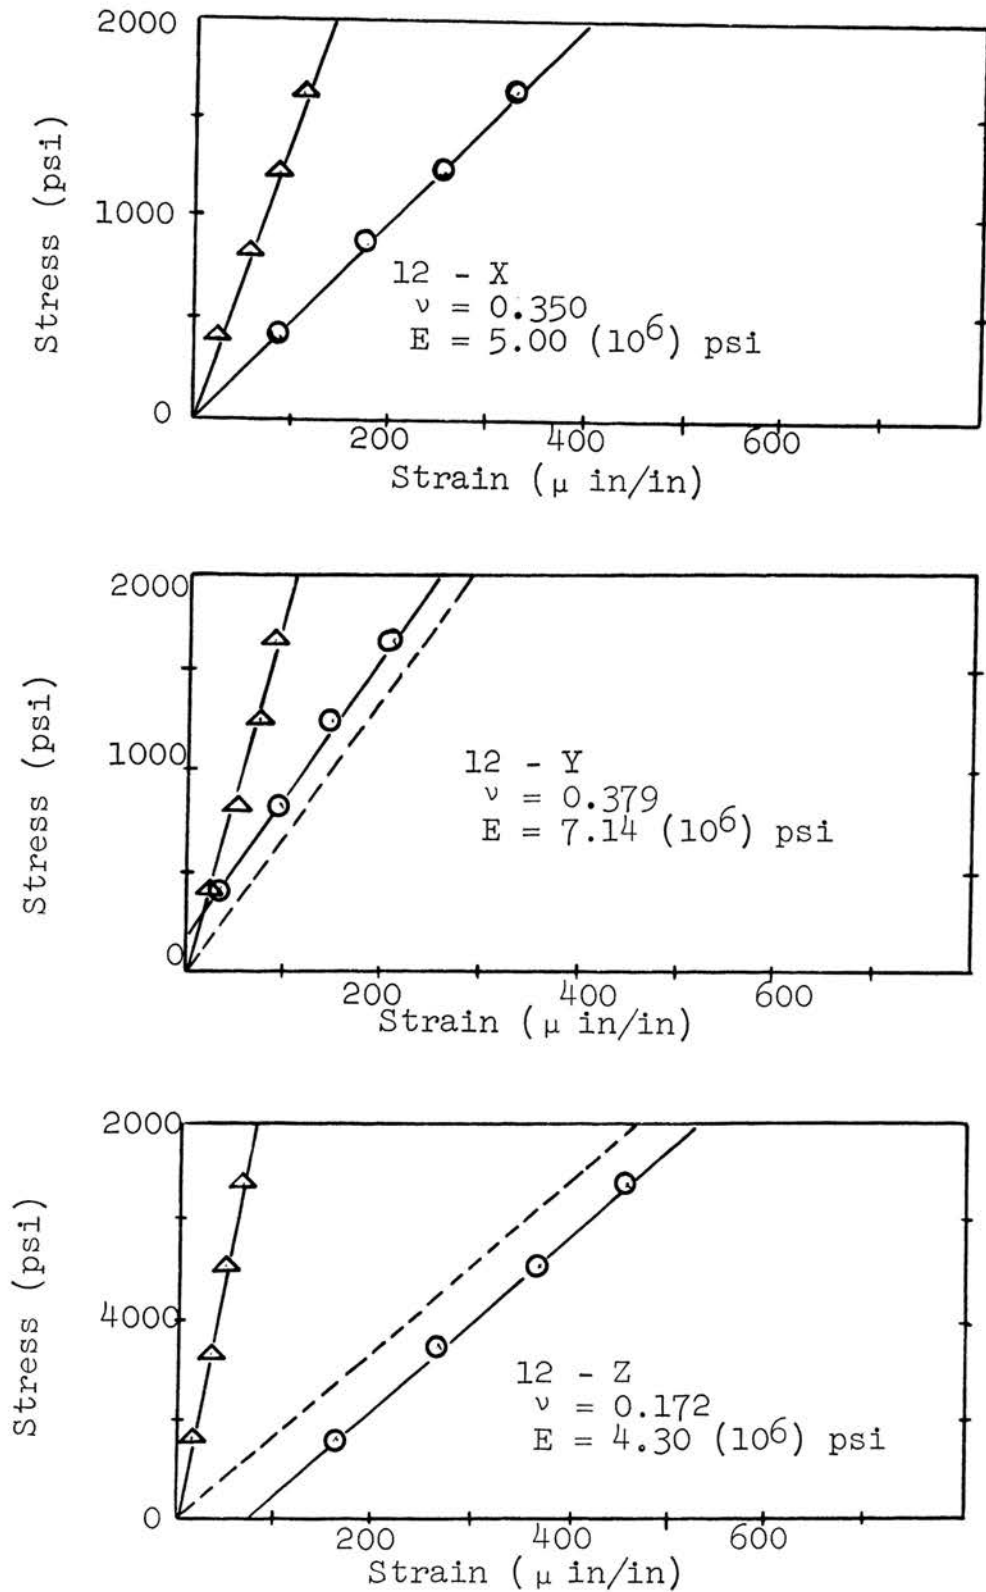 2000
Stress (psi)
1000
12 - X
ν = 0.350
E = 5.00 (10⁶) psi
0
200 400 600
Strain (μ in/in)
2000
Stress (psi)
1000
12 - Y
ν = 0.379
E = 7.14 (10⁶) psi
0
200 400 600
Strain (μ in/in)
2000
Stress (psi)
4000
12 - Z
ν = 0.172
E = 4.30 (10⁶) psi
0
200 400 600
Strain (μ in/in)